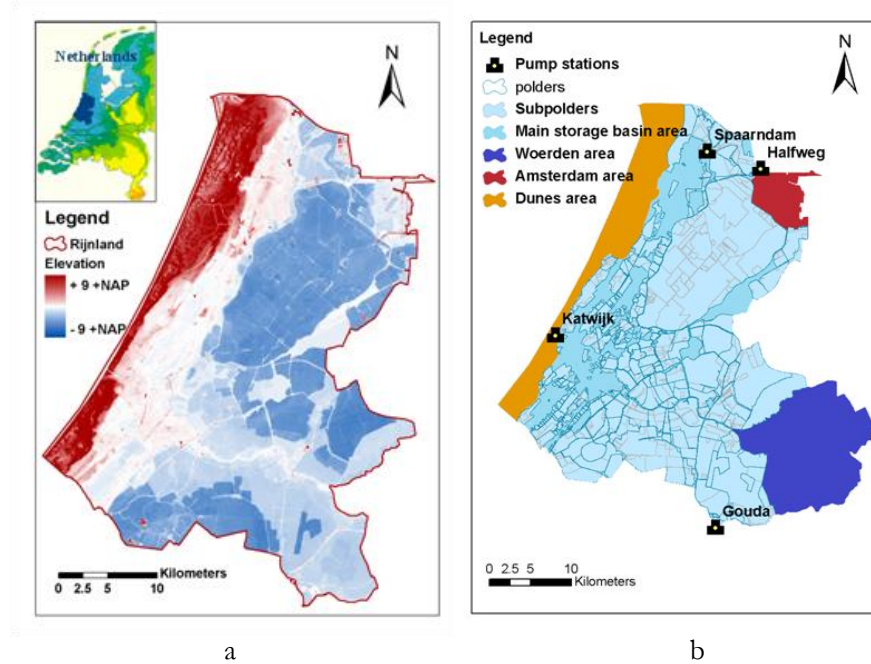 Netherlands
N
Legend
Rijnland
Elevation
+ 9 +NAP
- 9 +NAP
Kilometers
0 2.5 5 10
a
Legend
Pump stations
polders
Subpolders
Main storage basin area
Woerden area
Amsterdam area
Dunes area
N
Spaarndam
Halfweg
Katwijk
Gouda
0 2.5 5 10
Kilometers
b